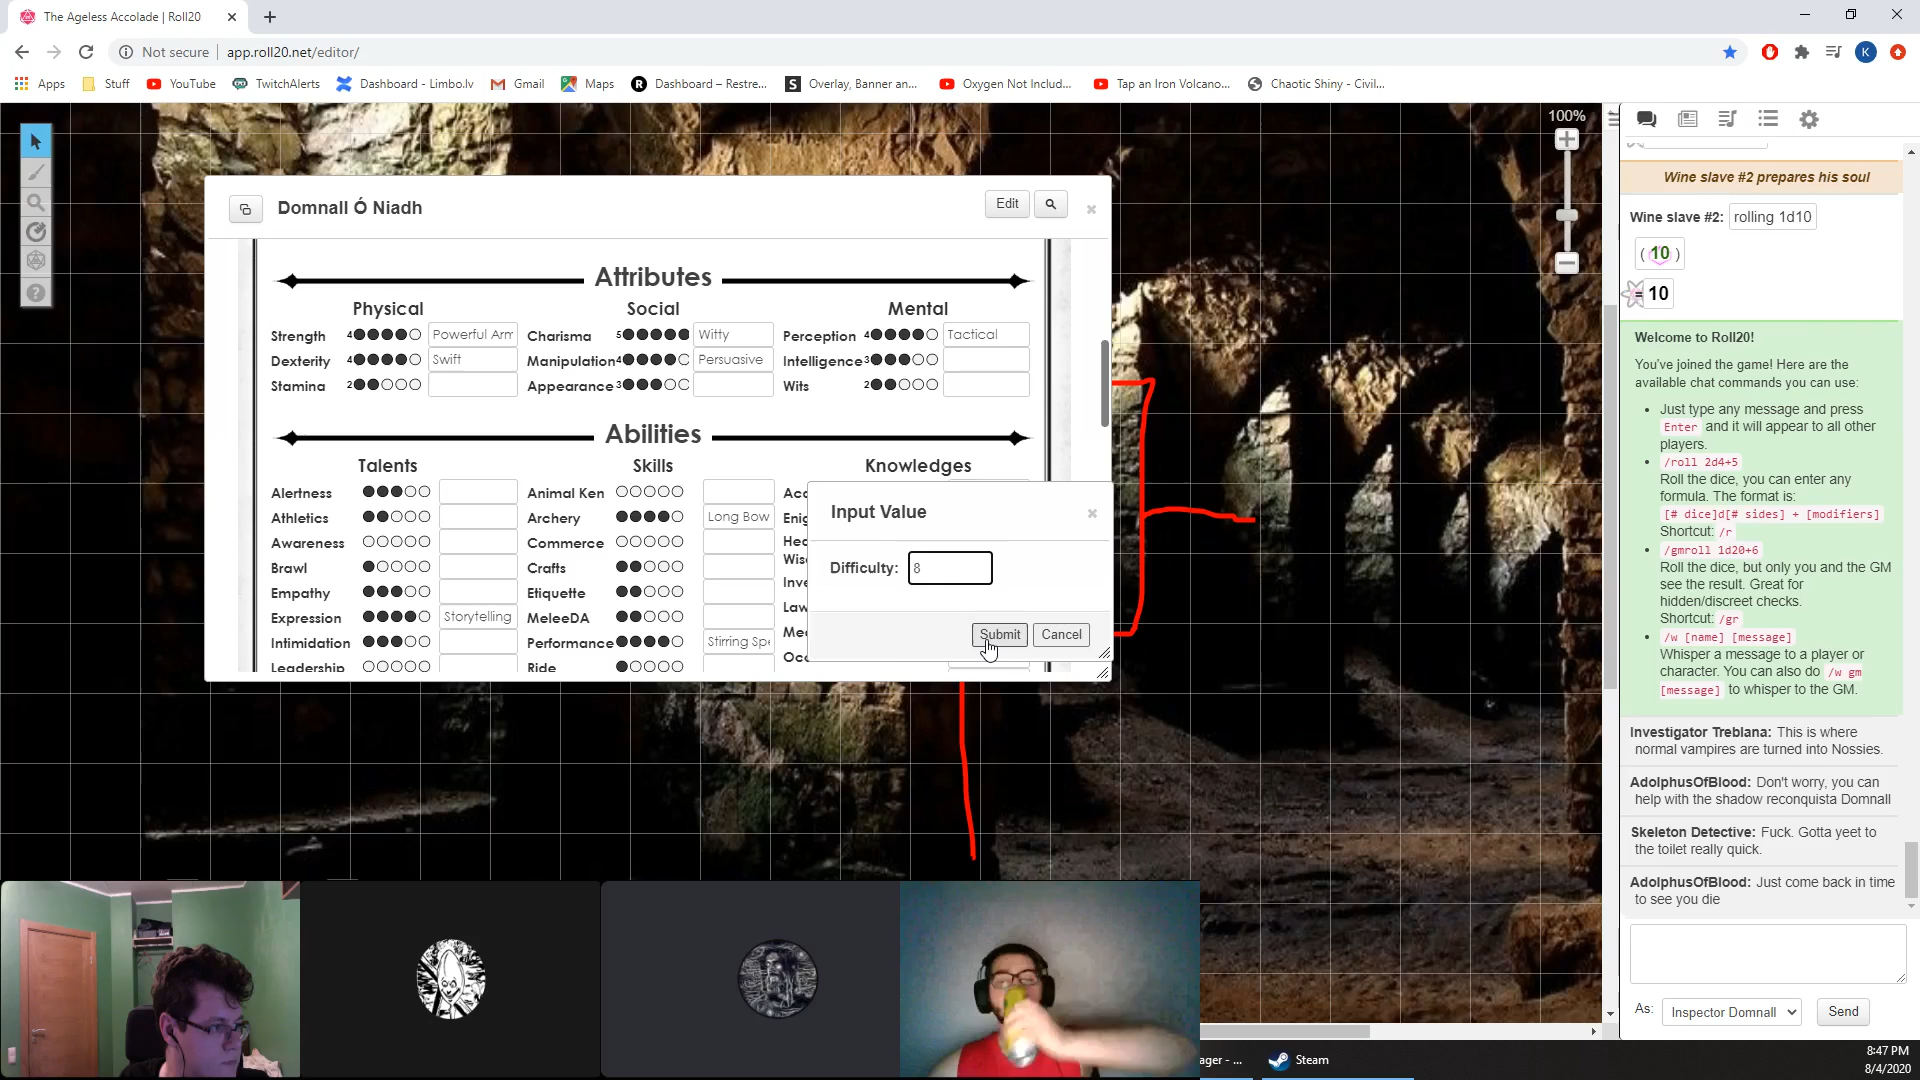 The Ageless Accolade | Roll20
Not secure | app.roll20.net/editor/
K
Apps Stuff YouTube TwitchAlerts Dashboard - Limbo.lv Gmail Maps Dashboard – Restre... Overlay, Banner an... Oxygen Not Includ... Tap an Iron Volcano... Chaotic Shiny - Civil...
100%
Domnall Ó Niadh
Edit
Attributes
Physical Social Mental
Strength 4 Powerful Arm Charisma 5 Witty Perception 4 Tactical
Dexterity 4 Swift Manipulation 4 Persuasive Intelligence 3
Stamina 2 Appearance 3 Wits 2
Abilities
Talents Skills Knowledges
Alertness Animal Ken
Athletics Archery Long Bow
Awareness Commerce
Brawl Crafts
Empathy Etiquette
Expression Storytelling MeleeDA
Intimidation Performance Stirring Spe
Leadership Ride
Input Value
Difficulty: 8
Submit Cancel
Wine slave #2 prepares his soul
Wine slave #2: rolling 1d10
( 10 )
= 10
Welcome to Roll20!
You've joined the game! Here are the
available chat commands you can use:
• Just type any message and press
Enter and it will appear to all other
players.
• /roll 2d4+5
Roll the dice, you can enter any
formula. The format is:
[# dice]d[# sides] + [modifiers]
Shortcut: /r
• /gmroll 1d20+6
Roll the dice, but only you and the GM
see the result. Great for
hidden/discreet checks.
Shortcut: /gr
• /w [name] [message]
Whisper a message to a player or
character. You can also do /w gm
[message] to whisper to the GM.
Investigator Treblana: This is where
normal vampires are turned into Nossies.
AdolphusOfBlood: Don't worry, you can
help with the shadow reconquista Domnall
Skeleton Detective: Fuck. Gotta yeet to
the toilet really quick.
AdolphusOfBlood: Just come back in time
to see you die
As: Inspector Domnall Send
ager - ... Steam
8:47 PM
8/4/2020